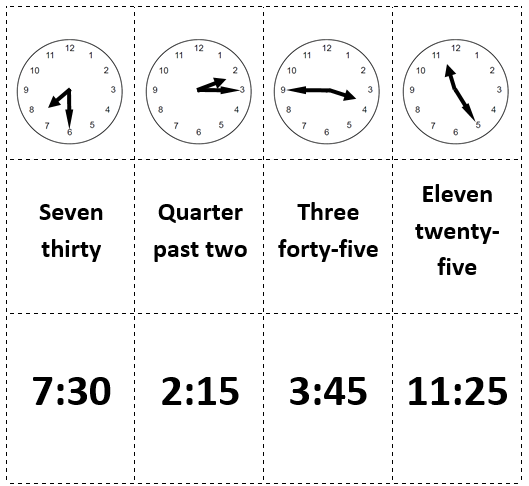 12 1 2 3 4 5 6 7 8 9 10 11
12 1 2 3 4 5 6 7 8 9 10 11
12 1 2 3 4 5 6 7 8 9 10 11
12 1 2 3 4 5 6 7 8 9 10 11
Seven
thirty
Quarter
past two
Three
forty-five
Eleven
twenty-
five
7:30
2:15
3:45
11:25